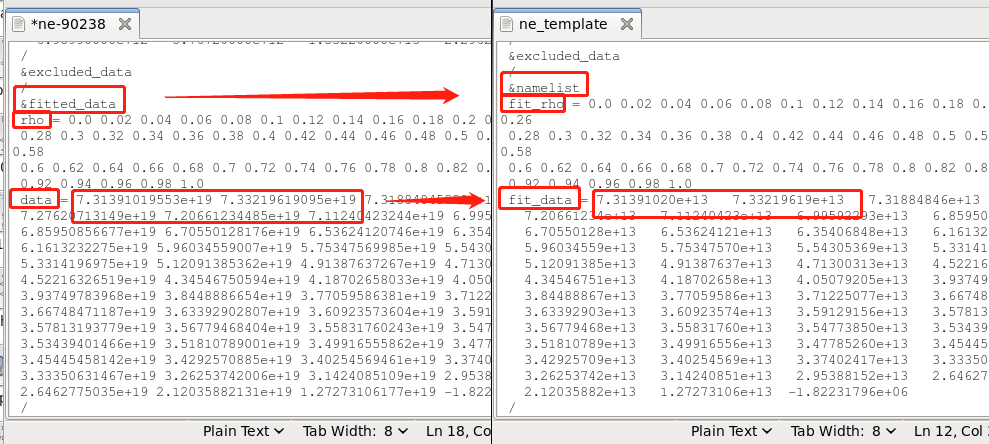 *ne-90238
/
&excluded_data
/
&fitted_data
rho = 0.0 0.02 0.04 0.06 0.08 0.1 0.12 0.14 0.16 0.18 0.2 0
0.28 0.3 0.32 0.34 0.36 0.38 0.4 0.42 0.44 0.46 0.48 0.5 0.5
0.58
0.6 0.62 0.64 0.66 0.68 0.7 0.72 0.74 0.76 0.78 0.8 0.82 0.8
0.92 0.94 0.96 0.98 1.0
data = 7.31391019553e+19 7.33219619095e+19
7.27620713149e+19 7.20661234485e+19 7.11240423244e+19 6.995
6.85950856677e+19 6.70550128176e+19 6.53624120746e+19 6.354
6.1613232275e+19 5.96034559007e+19 5.75347569985e+19 5.5430
5.3314196975e+19 5.12091385362e+19 4.91387637267e+19 4.7130
4.52216326519e+19 4.34546750594e+19 4.18702658033e+19 4.050
3.93749783968e+19 3.8448886654e+19 3.77059586381e+19 3.7122
3.66748471187e+19 3.63392902807e+19 3.60923573604e+19 3.591
3.57813193779e+19 3.56779468404e+19 3.55831760243e+19 3.547
3.53439401466e+19 3.51810789001e+19 3.49916555862e+19 3.477
3.45445458142e+19 3.4292570885e+19 3.40254569461e+19 3.3740
3.33350631467e+19 3.26253742006e+19 3.1424085109e+19 2.9538
2.64627775035e+19 2.12035882131e+19 1.27273106177e+19 −1.822
/
Plain Text Tab Width: 8 Ln 18, Co
ne_template
/
&excluded_data
/
&namelist
fit_rho = 0.0 0.02 0.04 0.06 0.08 0.1 0.12 0.14 0.16 0.18 0.
0.26
0.28 0.3 0.32 0.34 0.36 0.38 0.4 0.42 0.44 0.46 0.48 0.5 0.5
0.58
0.6 0.62 0.64 0.66 0.68 0.7 0.72 0.74 0.76 0.78 0.8 0.82 0.8
0.92 0.94 0.96 0.98 1.0
fit_data = 7.31391020e+13 7.33219619e+13 7.31884846e+13
7.20661234e+13 7.11240423e+13 6.99592293e+13 6.85950
6.70550128e+13 6.53624121e+13 6.35406848e+13 6.16132
5.96034559e+13 5.75347570e+13 5.54305369e+13 5.33141
5.12091385e+13 4.91387637e+13 4.71300313e+13 4.52216
4.34546751e+13 4.18702658e+13 4.05079205e+13 3.93749
3.84488867e+13 3.77059586e+13 3.71225077e+13 3.66748
3.63392903e+13 3.60923574e+13 3.59129156e+13 3.57813
3.56779468e+13 3.55831760e+13 3.54773850e+13 3.53439
3.51810789e+13 3.49916556e+13 3.47785260e+13 3.45445
3.42925709e+13 3.40254569e+13 3.37402417e+13 3.33350
3.26253742e+13 3.14240851e+13 2.95388152e+13 2.64627
2.12035882e+13 1.27273106e+13 −1.82231796e+06
/
Plain Text Tab Width: 8 Ln 12, Col